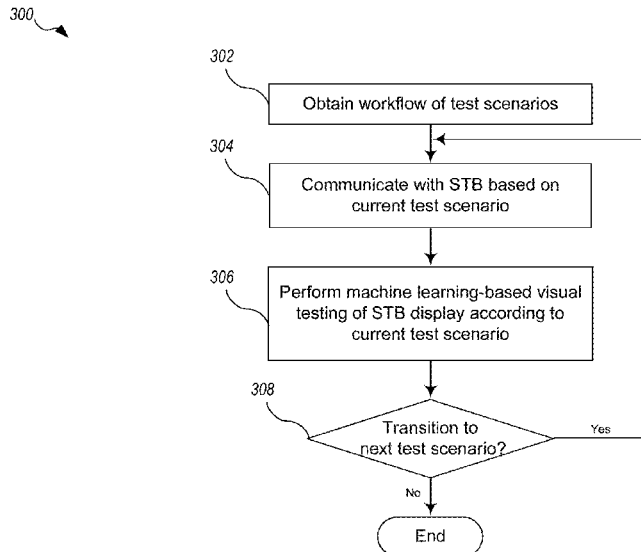 300
302
Obtain workflow of test scenarios
304
Communicate with STB based on
current test scenario
306
Perform machine learning-based visual
testing of STB display according to
current test scenario
308
Transition to
next test scenario?
Yes
No
End